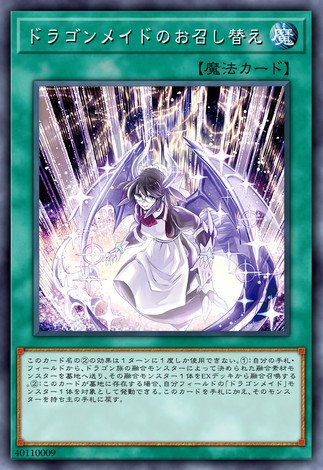 ドラゴンメイドのお召し替え 魔
【魔法カード】
このカード名の②の効果は1ターンに1度しか使用できない。①:自分の手札・
フィールドから、ドラゴン族の融合モンスターによって決められた融合素材モ
ンスターを墓地へ送り、その融合モンスター1体をEXデッキから融合召喚する
。②:このカードが墓地に存在する場合、自分フィールドの「ドラゴンメイド」モ
ンスター1体を対象として発動できる。このカードを手札に加え、そのモンス
ターを持ち主の手札に戻す。
40110009